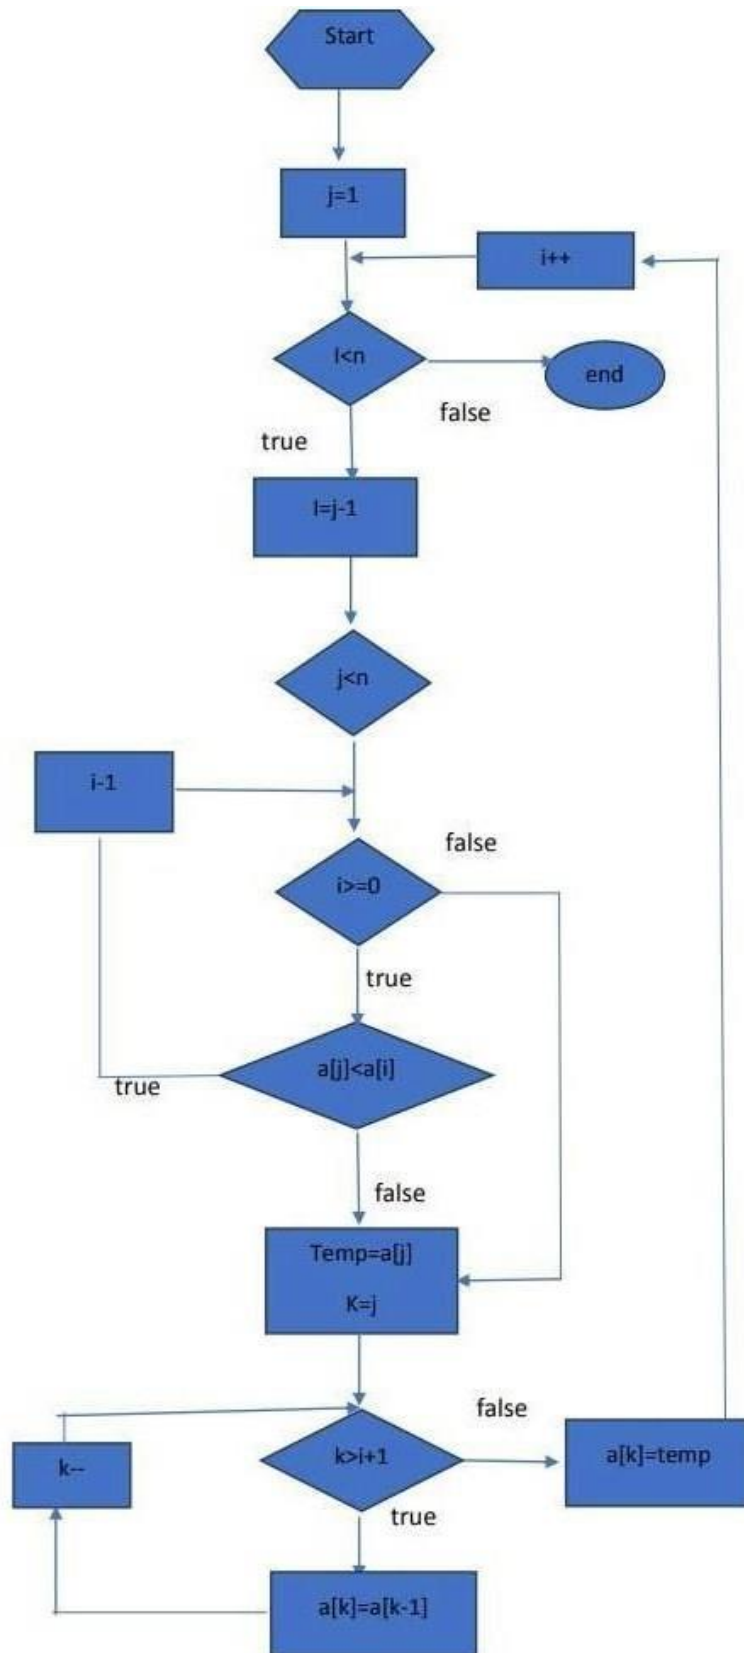 Start
j=1
i++
I<n
end
false
true
I=j-1
j<n
i-1
false
i>=0
true
a[j]<a[i]
true
false
Temp=a[j]
K=j
false
k>i+1
a[k]=temp
k--
true
a[k]=a[k-1]